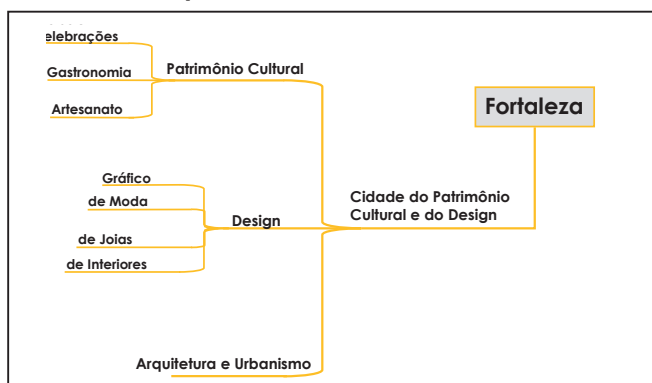 elebrações
Patrimônio Cultural
Gastronomia
Artesanato
Fortaleza
Gráfico
de Moda
Cidade do Patrimônio
Cultural e do Design
Design
de Joias
de Interiores
Arquitetura e Urbanismo